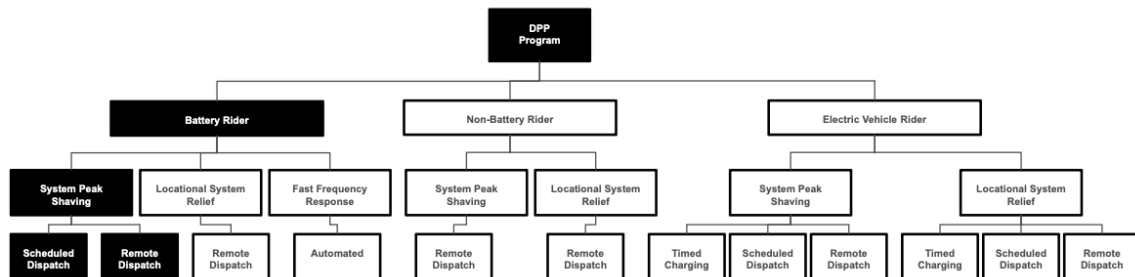 DPP
Program
Battery Rider
Non-Battery Rider
Electric Vehicle Rider
System Peak
Shaving
Locational System
Relief
Fast Frequency
Response
System Peak
Shaving
Locational System
Relief
System Peak
Shaving
Locational System
Relief
Scheduled
Dispatch
Remote
Dispatch
Remote
Dispatch
Automated
Remote
Dispatch
Remote
Dispatch
Timed
Charging
Scheduled
Dispatch
Remote
Dispatch
Timed
Charging
Scheduled
Dispatch
Remote
Dispatch